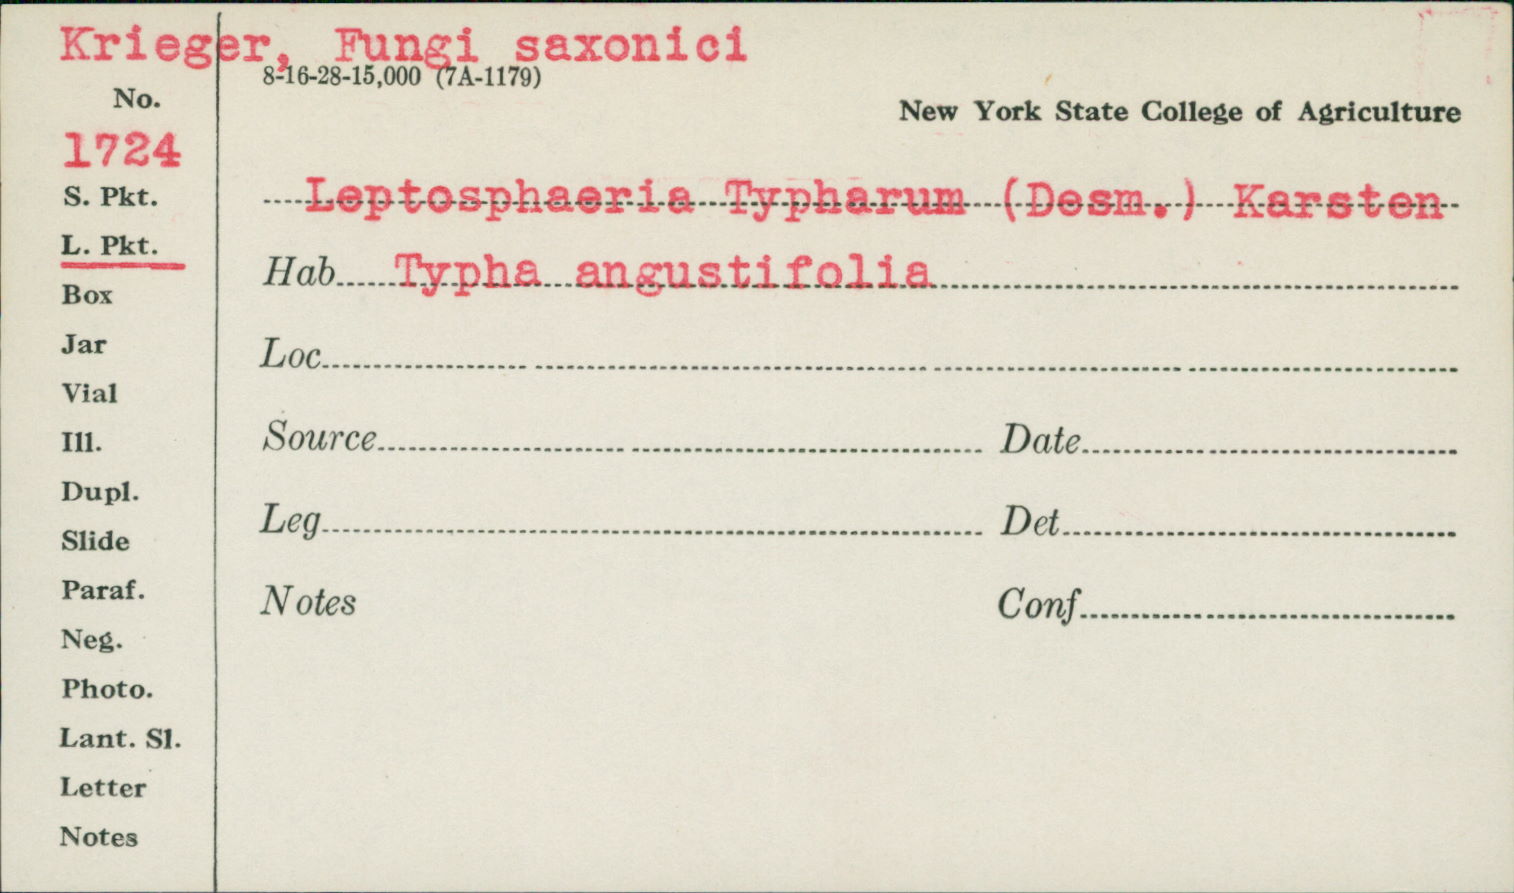 Krieger, Fungi saxonici
8-16-28-15,000 (7A-1179)
No.
New York State College of Agriculture
1724
S. Pkt.
Leptosphaeria Typharum (Desm.) Karsten
L. Pkt.
Hab Typha angustifolia
Box
Jar
Loc
Vial
Ill.
Source Date
Dupl.
Slide
Leg Det
Paraf.
Notes Conf
Neg.
Photo.
Lant. Sl.
Letter
Notes